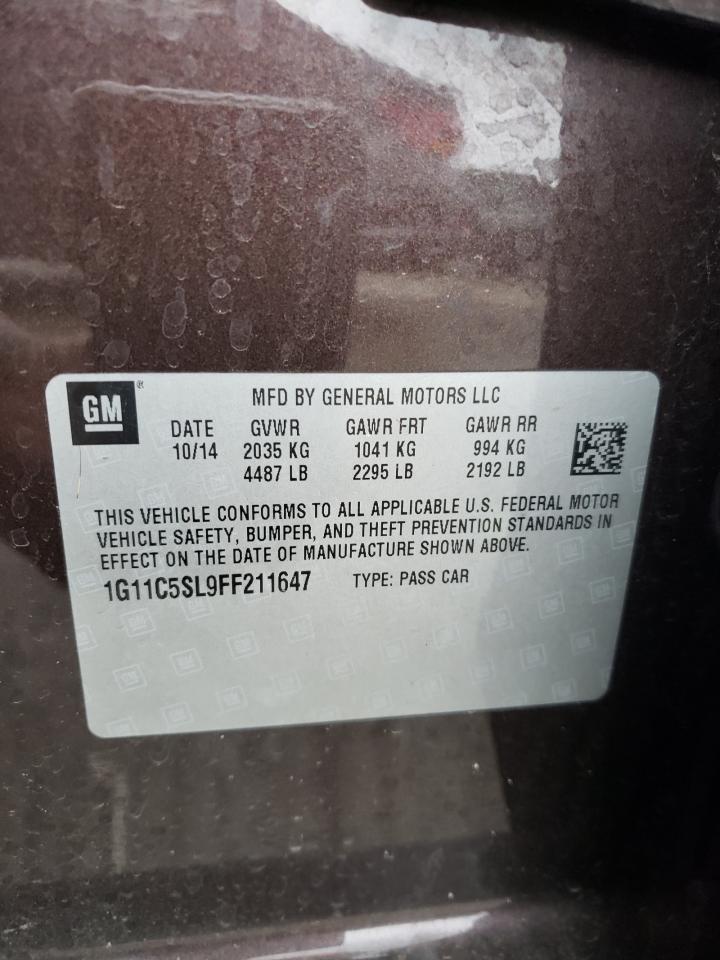 GM ®
MFD BY GENERAL MOTORS LLC
DATE GVWR GAWR FRT GAWR RR
10/14 2035 KG 1041 KG 994 KG
4487 LB 2295 LB 2192 LB
THIS VEHICLE CONFORMS TO ALL APPLICABLE U.S. FEDERAL MOTOR
VEHICLE SAFETY, BUMPER, AND THEFT PREVENTION STANDARDS IN
EFFECT ON THE DATE OF MANUFACTURE SHOWN ABOVE.
1G11C5SL9FF211647 TYPE: PASS CAR